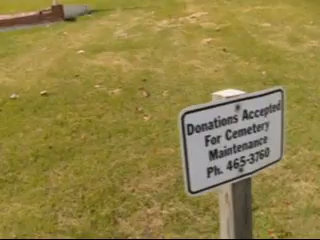 Donations Accepted
For Cemetery
Maintenance
Ph. 465-3760